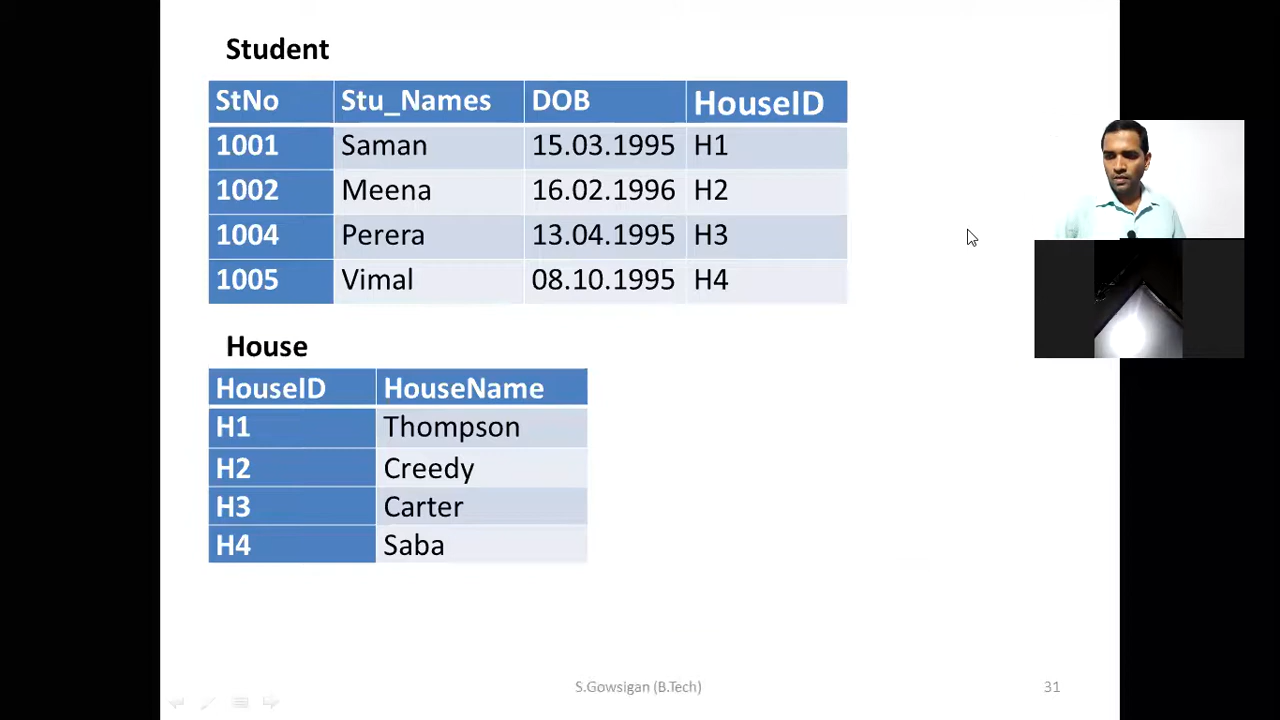 Student
StNo Stu_Names DOB HouseID
1001 Saman 15.03.1995 H1
1002 Meena 16.02.1996 H2
1004 Perera 13.04.1995 H3
1005 Vimal 08.10.1995 H4
House
HouseID HouseName
H1 Thompson
H2 Creedy
H3 Carter
H4 Saba
S.Gowsigan (B.Tech) 31